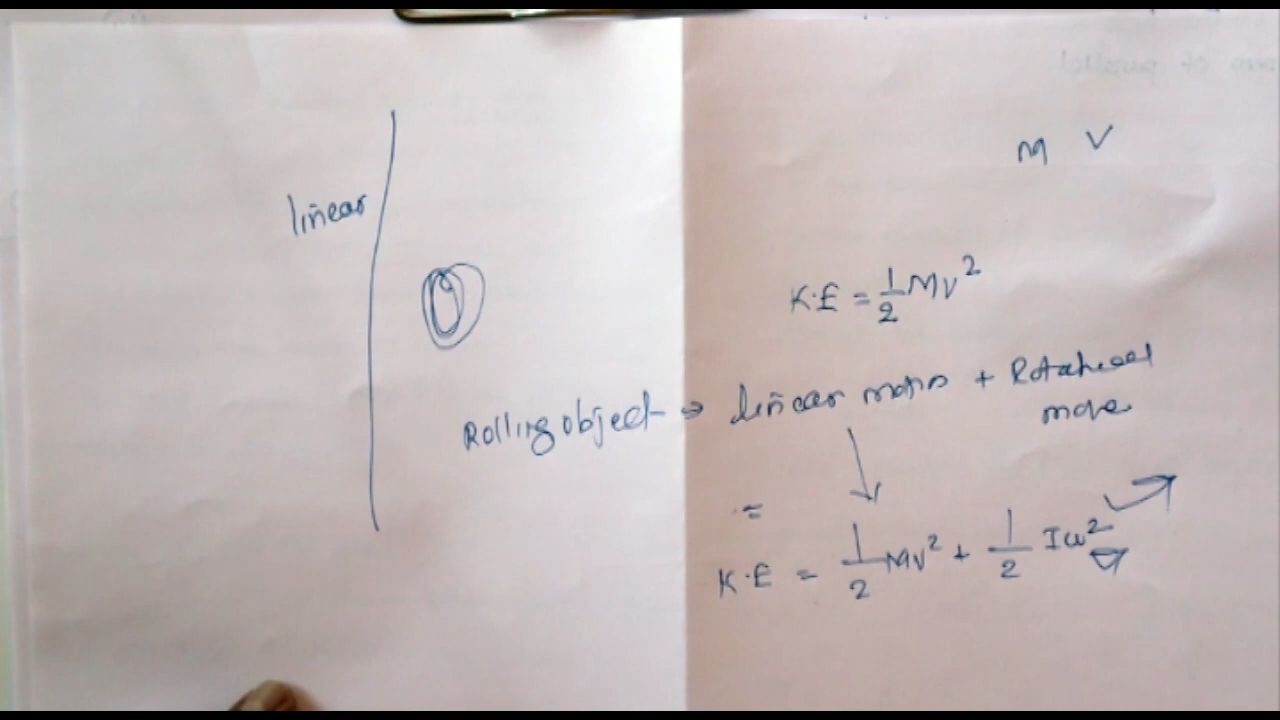 M V
linear
K.E = 1/2 Mv²
Rolling object → linear motion + Rotational
motion
=
K.E = 1/2 Mv² + 1/2 Iω²